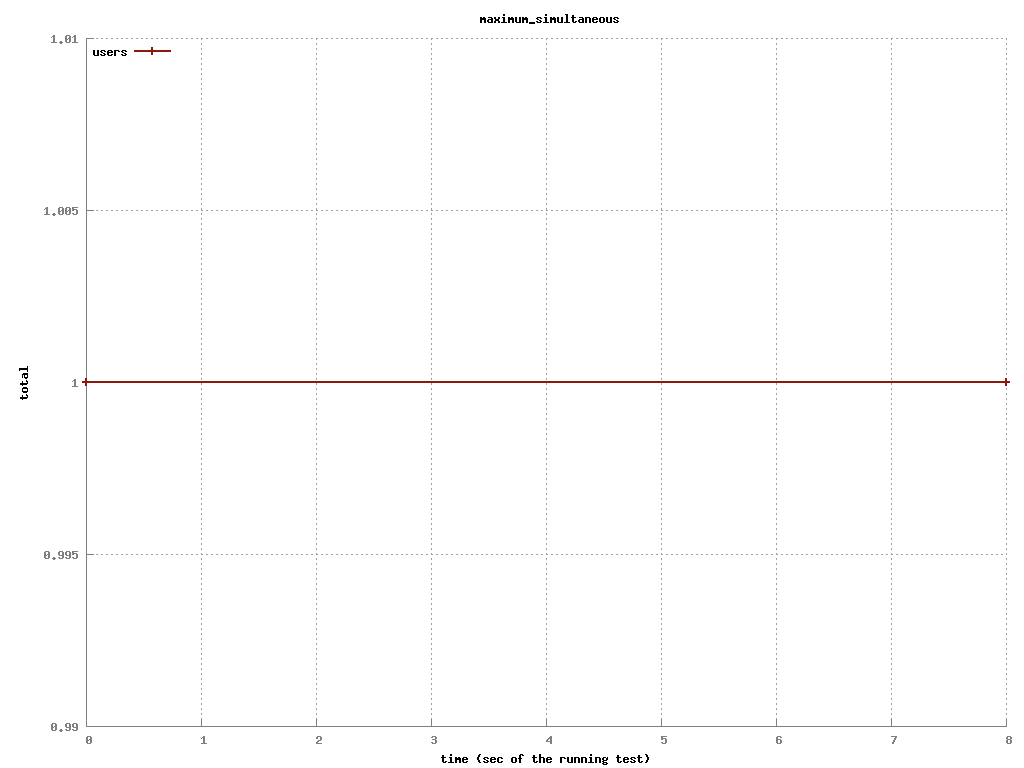 maximum_simultaneous
1.01
users
1.005
total
1
0.995
0.99
0 1 2 3 4 5 6 7 8
time (sec of the running test)